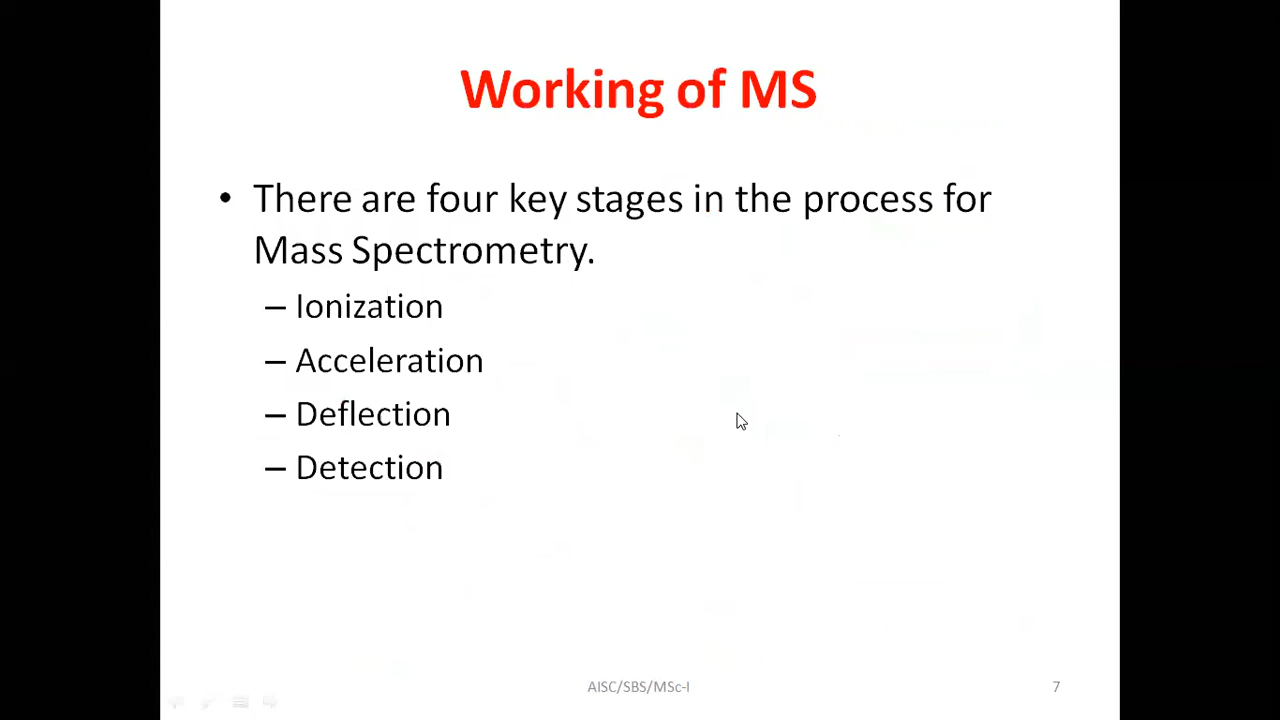 Working of MS
• There are four key stages in the process for
Mass Spectrometry.
– Ionization
– Acceleration
– Deflection
– Detection
AISC/SBS/MSc-I
7